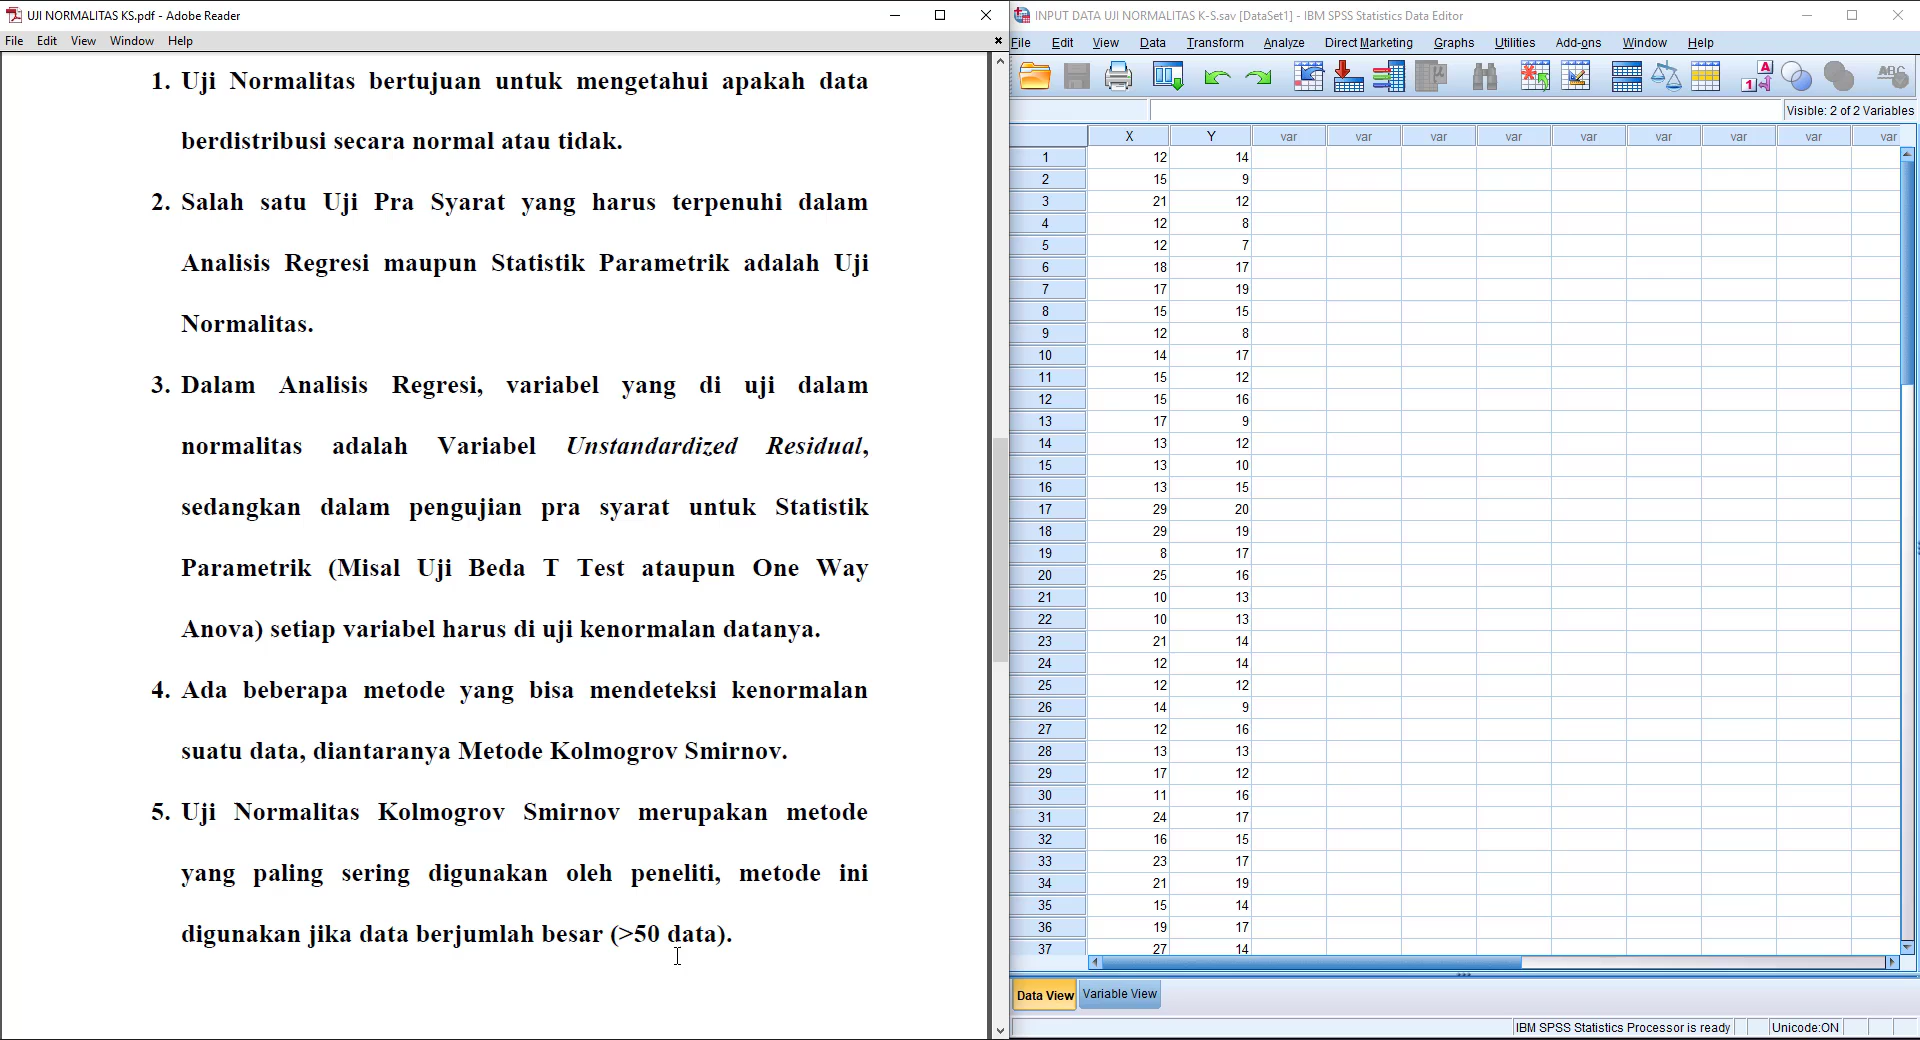 UJI NORMALITAS KS.pdf - Adobe Reader
File Edit View Window Help
1. Uji Normalitas bertujuan untuk mengetahui apakah data
berdistribusi secara normal atau tidak.
2. Salah satu Uji Pra Syarat yang harus terpenuhi dalam
Analisis Regresi maupun Statistik Parametrik adalah Uji
Normalitas.
3. Dalam Analisis Regresi, variabel yang di uji dalam
normalitas adalah Variabel Unstandardized Residual,
sedangkan dalam pengujian pra syarat untuk Statistik
Parametrik (Misal Uji Beda T Test ataupun One Way
Anova) setiap variabel harus di uji kenormalan datanya.
4. Ada beberapa metode yang bisa mendeteksi kenormalan
suatu data, diantaranya Metode Kolmogrov Smirnov.
5. Uji Normalitas Kolmogrov Smirnov merupakan metode
yang paling sering digunakan oleh peneliti, metode ini
digunakan jika data berjumlah besar (>50 data).
INPUT DATA UJI NORMALITAS K-S.sav [DataSet1] - IBM SPSS Statistics Data Editor
File Edit View Data Transform Analyze Direct Marketing Graphs Utilities Add-ons Window Help
Visible: 2 of 2 Variables
X Y var var var var var var var var var
1 12 14
2 15 9
3 21 12
4 12 8
5 12 7
6 18 17
7 17 19
8 15 15
9 12 8
10 14 17
11 15 12
12 15 16
13 17 9
14 13 12
15 13 10
16 13 15
17 29 20
18 29 19
19 8 17
20 25 16
21 10 13
22 10 13
23 21 14
24 12 14
25 12 12
26 14 9
27 12 16
28 13 13
29 17 12
30 11 16
31 24 17
32 16 15
33 23 17
34 21 19
35 15 14
36 19 17
37 27 14
Data View Variable View
IBM SPSS Statistics Processor is ready Unicode:ON